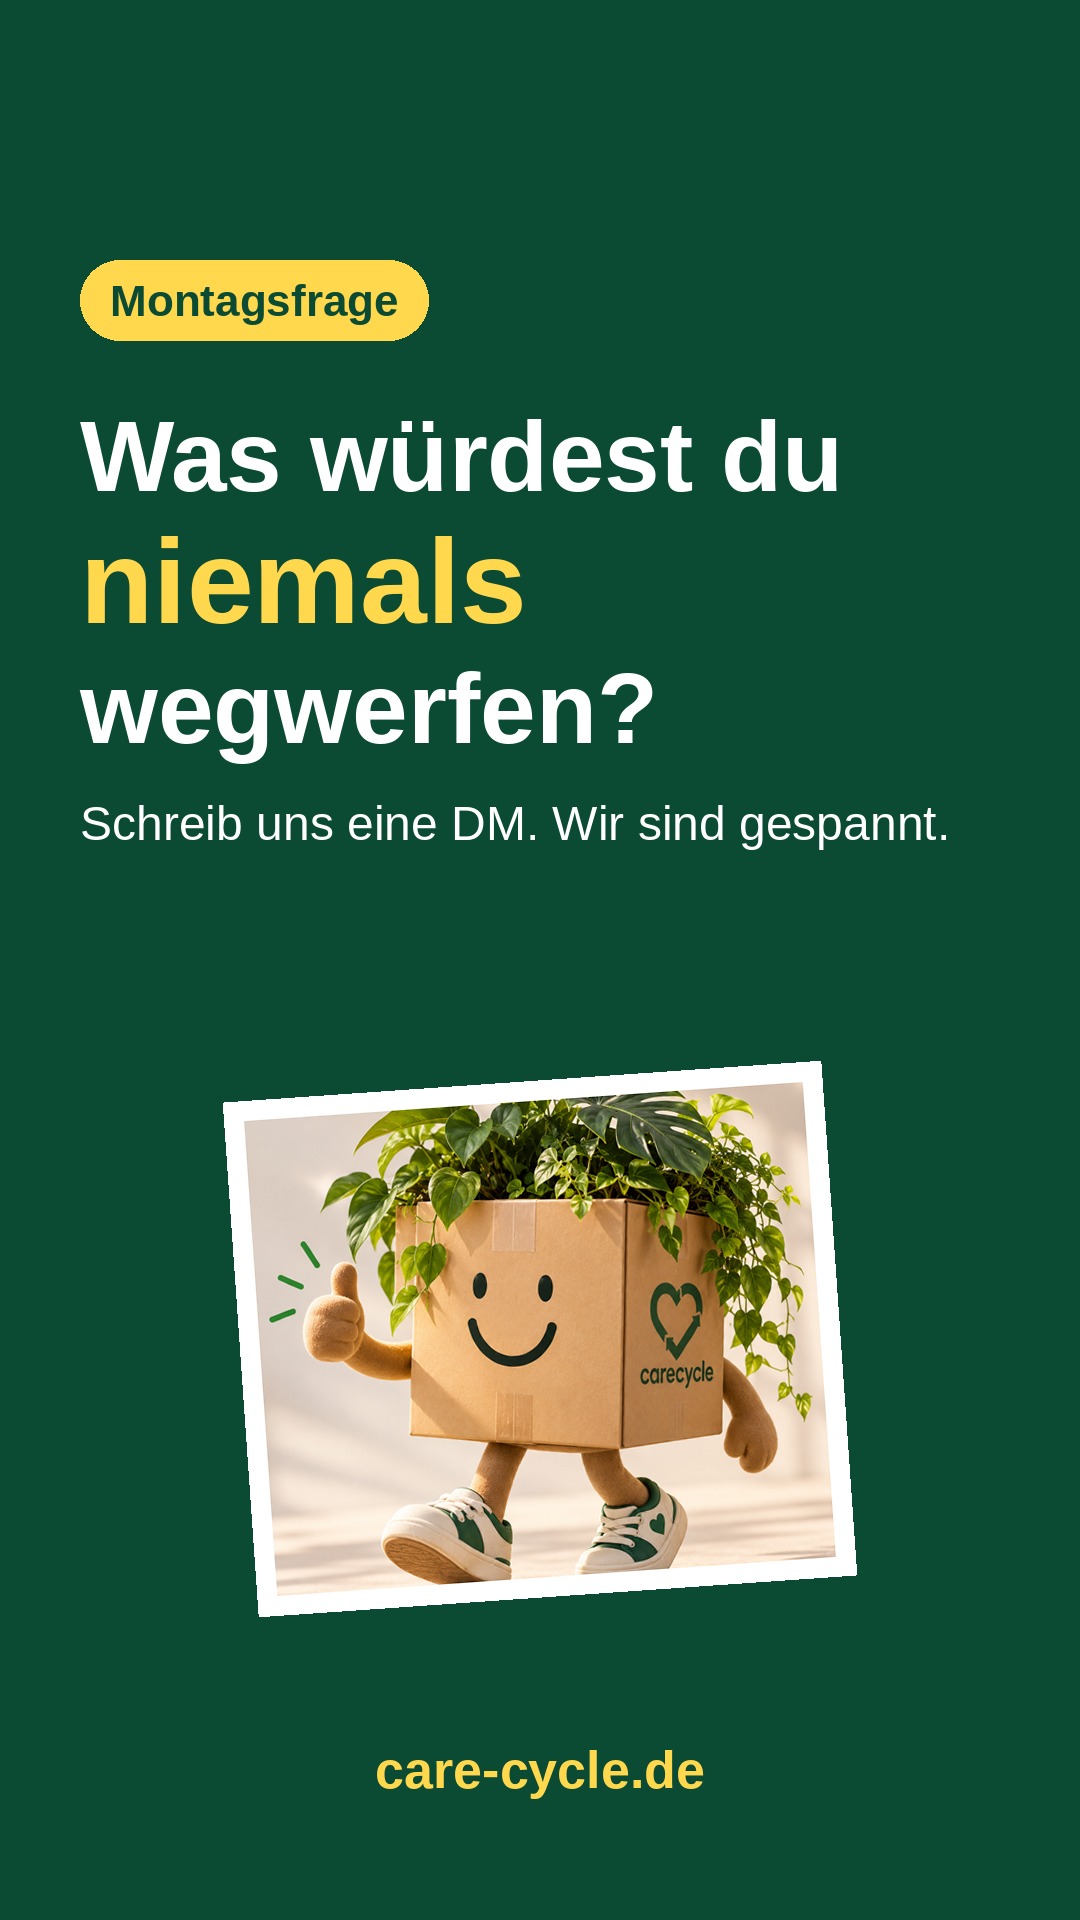 Montagsfrage
Was würdest du
niemals
wegwerfen?
Schreib uns eine DM. Wir sind gespannt.
carecycle
care-cycle.de